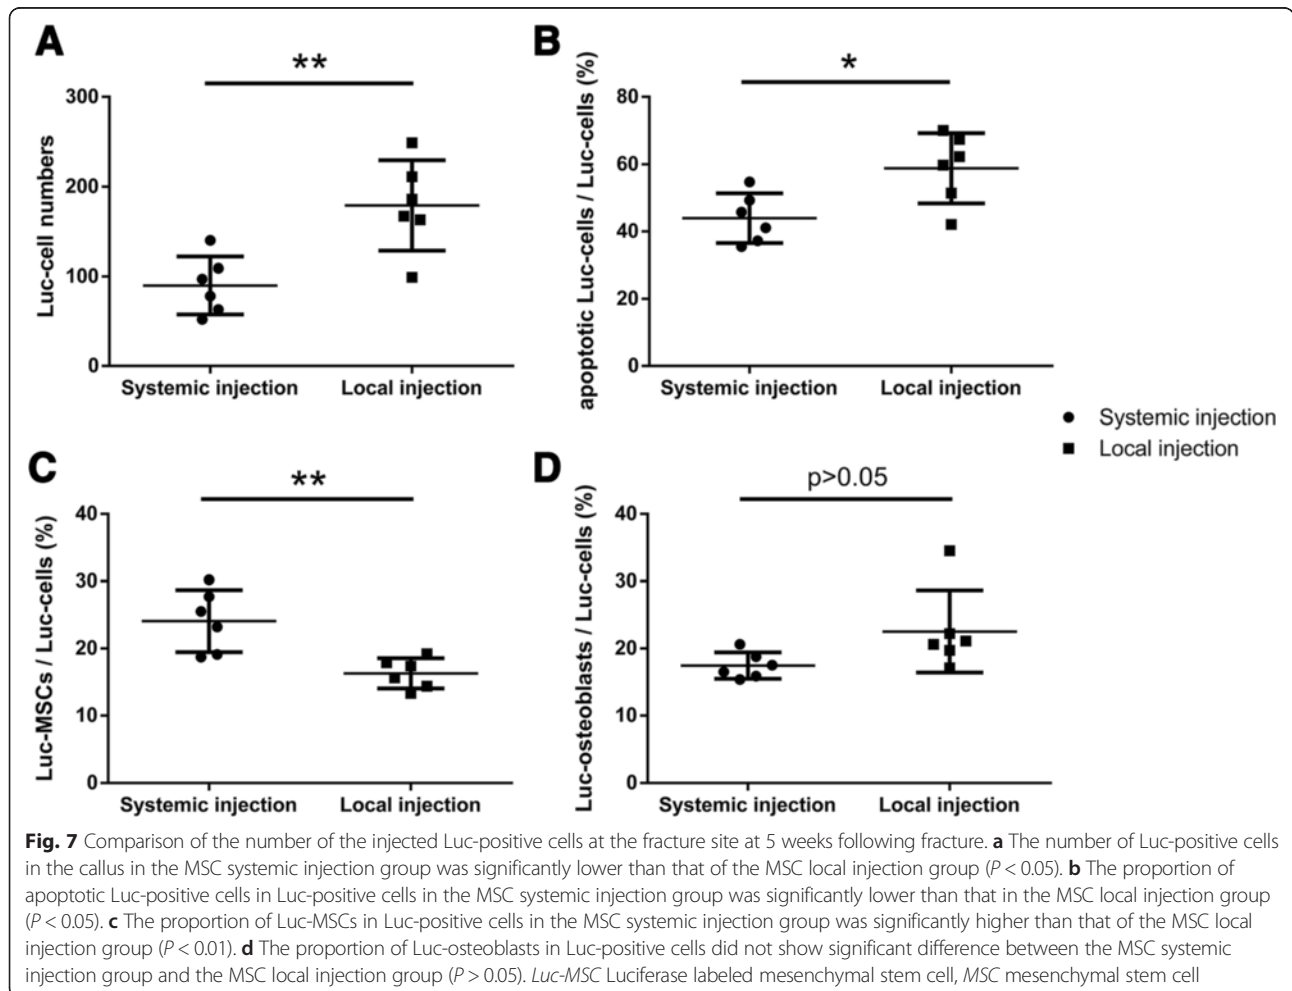 A
**
300
200
100
0
Luc-cell numbers
Systemic injection
Local injection
B
*
80
60
40
20
0
apoptotic Luc-cells / Luc-cells (%)
Systemic injection
Local injection
Systemic injection
Local injection
C
**
40
30
20
10
0
Luc-MSCs / Luc-cells (%)
Systemic injection
Local injection
D
p>0.05
40
30
20
10
0
Luc-osteoblasts / Luc-cells (%)
Systemic injection
Local injection
Fig. 7 Comparison of the number of the injected Luc-positive cells at the fracture site at 5 weeks following fracture. a The number of Luc-positive cells
in the callus in the MSC systemic injection group was significantly lower than that of the MSC local injection group (P < 0.05). b The proportion of
apoptotic Luc-positive cells in Luc-positive cells in the MSC systemic injection group was significantly lower than that in the MSC local injection group
(P < 0.05). c The proportion of Luc-MSCs in Luc-positive cells in the MSC systemic injection group was significantly higher than that of the MSC local
injection group (P < 0.01). d The proportion of Luc-osteoblasts in Luc-positive cells did not show significant difference between the MSC systemic
injection group and the MSC local injection group (P > 0.05). Luc-MSC Luciferase labeled mesenchymal stem cell, MSC mesenchymal stem cell